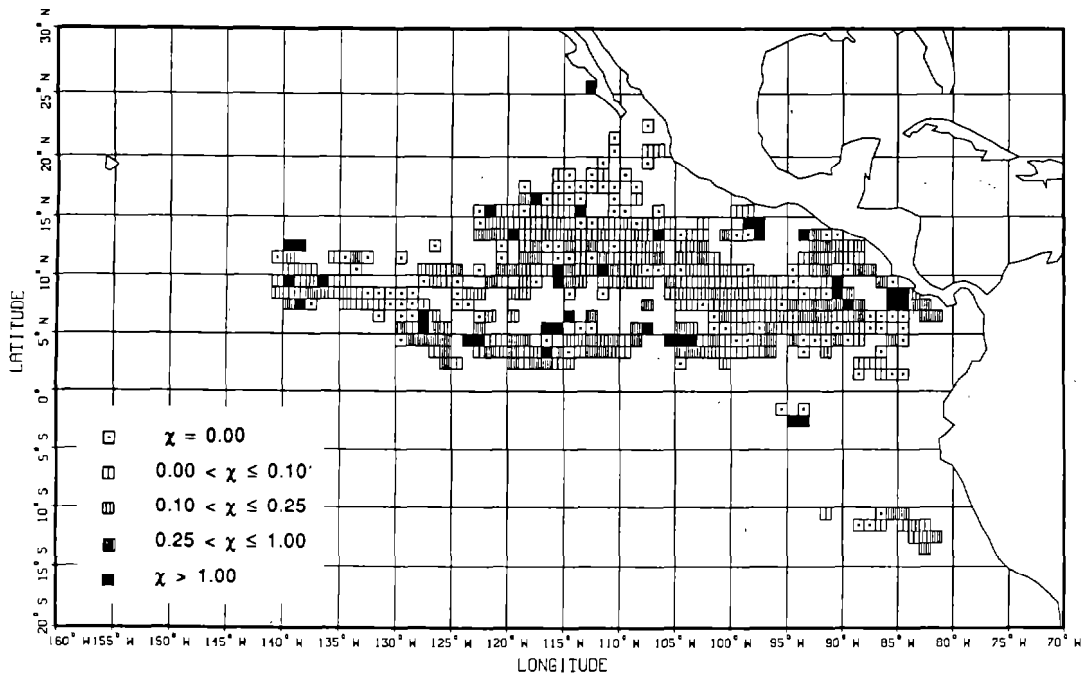 30° N
25° N
20° N
15° N
10° N
5° N
0° N
5° S
10° S
15° S
20° S
LATITUDE
χ = 0.00
0.00 < χ ≤ 0.10
0.10 < χ ≤ 0.25
0.25 < χ ≤ 1.00
χ > 1.00
160° W 155° W 150° W 145° W 140° W 135° W 130° W 125° W 120° W 115° W 110° W 105° W 100° W 95° W 90° W 85° W 80° W 75° W 70° W
LONGITUDE